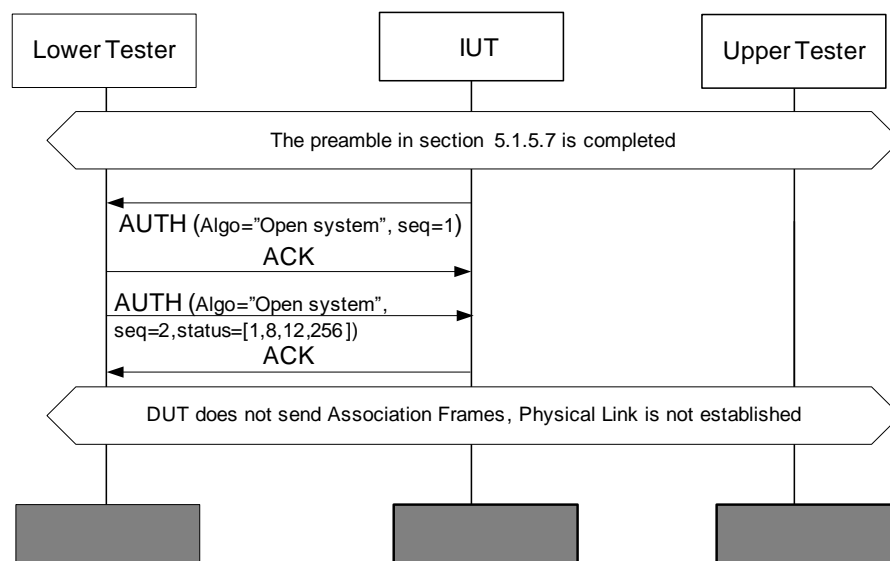 Lower Tester
IUT
Upper Tester
The preamble in section 5.1.5.7 is completed
AUTH (Algo=”Open system”, seq=1)
ACK
AUTH (Algo=”Open system”,
seq=2,status=[1,8,12,256])
ACK
DUT does not send Association Frames, Physical Link is not established